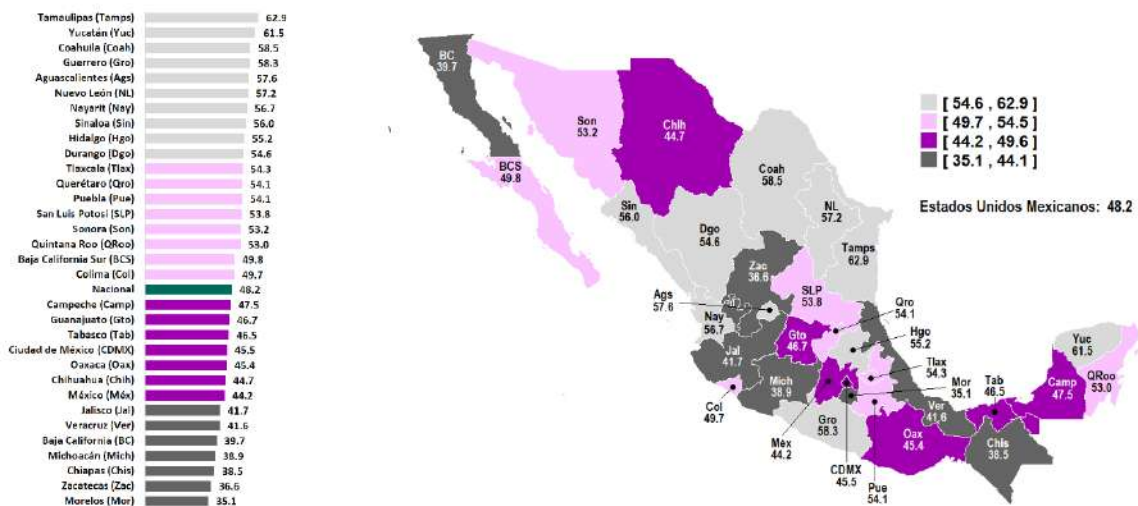 Tamaulipas (Tamps) 62.9
Yucatán (Yuc) 61.5
Coahuila (Coah) 58.5
Guerrero (Gro) 58.3
Aguascalientes (Ags) 57.6
Nuevo León (NL) 57.2
Nayarit (Nay) 56.7
Sinaloa (Sin) 56.0
Hidalgo (Hgo) 55.2
Durango (Dgo) 54.6
Tlaxcala (Tlax) 54.3
Querétaro (Qro) 54.1
Puebla (Pue) 54.1
San Luis Potosí (SLP) 53.8
Sonora (Son) 53.2
Quintana Roo (QRoo) 53.0
Baja California Sur (BCS) 49.8
Colima (Col) 49.7
Nacional 48.2
Campeche (Camp) 47.5
Guanajuato (Gto) 46.7
Tabasco (Tab) 46.5
Ciudad de México (CDMX) 45.5
Oaxaca (Oax) 45.4
Chihuahua (Chih) 44.7
México (Méx) 44.2
Jalisco (Jal) 41.7
Veracruz (Ver) 41.6
Baja California (BC) 39.7
Michoacán (Mich) 38.9
Chiapas (Chis) 38.5
Zacatecas (Zac) 36.6
Morelos (Mor) 35.1
BC
39.7
Son
53.2
Chih
44.7
BCS
49.8
Coah
58.5
Sin
56.0
NL
57.2
Dgo
54.6
Tamps
62.9
Zac
36.6
SLP
53.8
Ags
57.6
Nay
56.7
Qro
54.1
Gto
46.7
Hgo
55.2
Jal
41.7
Tlax
54.3
Mich
38.9
Mor
35.1
Col
49.7
Méx
44.2
Gro
58.3
CDMX
45.5
Pue
54.1
Oax
45.4
Ver
41.6
Tab
46.5
Chis
38.5
Camp
47.5
Yuc
61.5
QRoo
53.0
[ 54.6 , 62.9 ]
[ 49.7 , 54.5 ]
[ 44.2 , 49.6 ]
[ 35.1 , 44.1 ]
Estados Unidos Mexicanos: 48.2